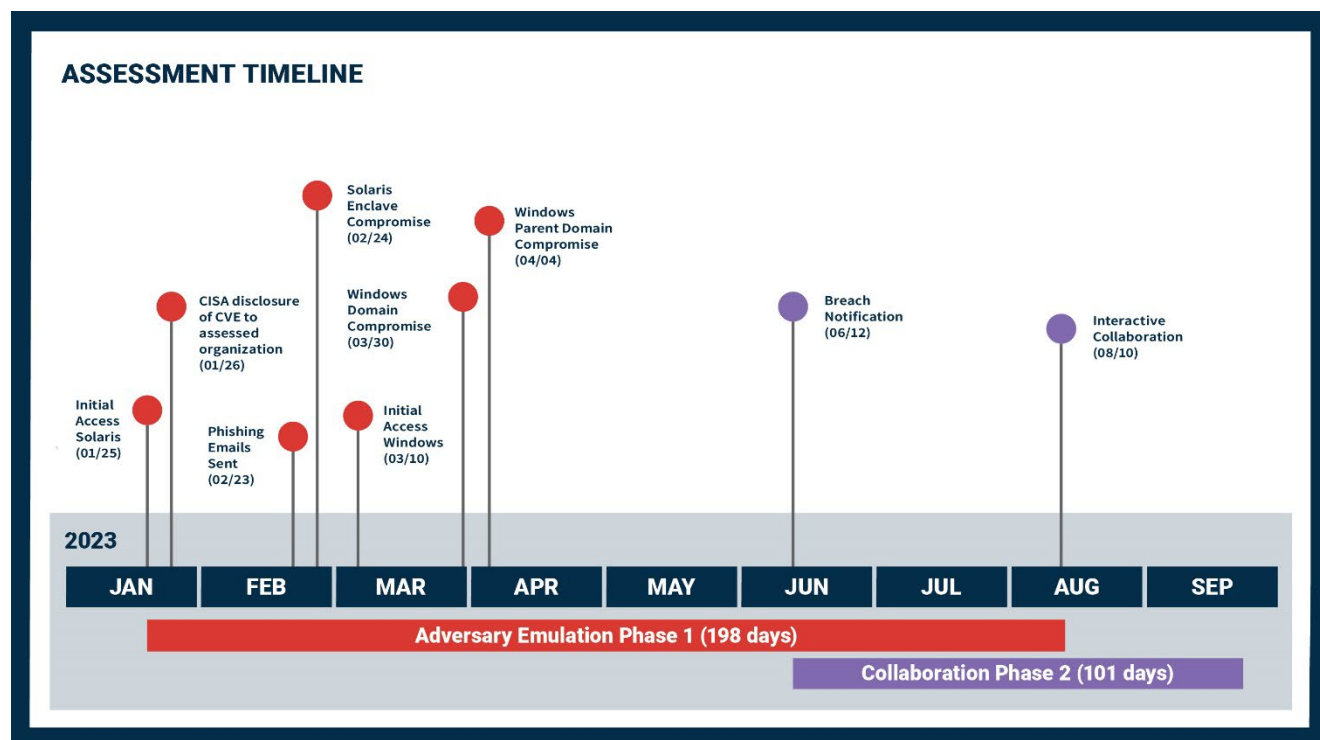 ASSESSMENT TIMELINE
Solaris
Enclave
Compromise
(02/24)
Windows
Parent Domain
Compromise
(04/04)
CISA disclosure
of CVE to
assessed
organization
(01/26)
Windows
Domain
Compromise
(03/30)
Breach
Notification
(06/12)
Interactive
Collaboration
(08/10)
Initial
Access
Solaris
(01/25)
Phishing
Emails
Sent
(02/23)
Initial
Access
Windows
(03/10)
2023
JAN FEB MAR APR MAY JUN JUL AUG SEP
Adversary Emulation Phase 1 (198 days)
Collaboration Phase 2 (101 days)